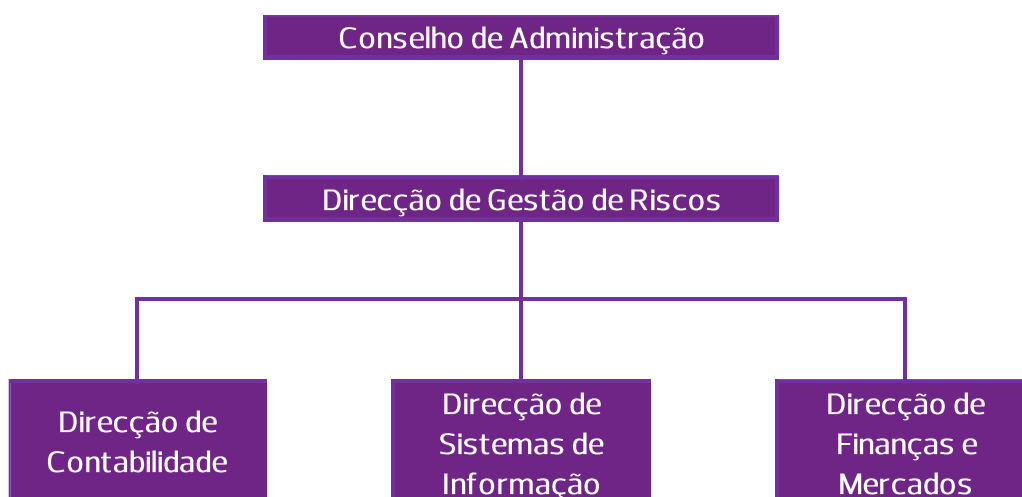 Conselho de Administração
Direcção de Gestão de Riscos
Direcção de
Contabilidade
Direcção de
Sistemas de
Informação
Direcção de
Finanças e
Mercados